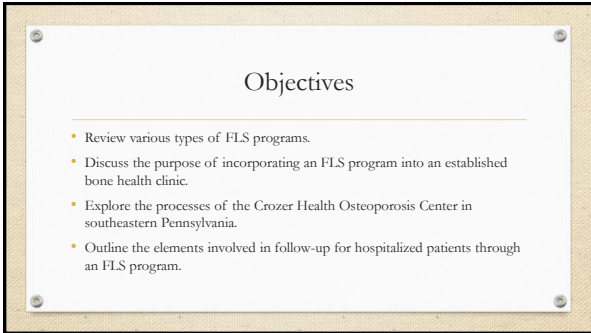 Objectives
• Review various types of FLS programs.
• Discuss the purpose of incorporating an FLS program into an established
bone health clinic.
• Explore the processes of the Crozer Health Osteoporosis Center in
southeastern Pennsylvania.
• Outline the elements involved in follow-up for hospitalized patients through
an FLS program.